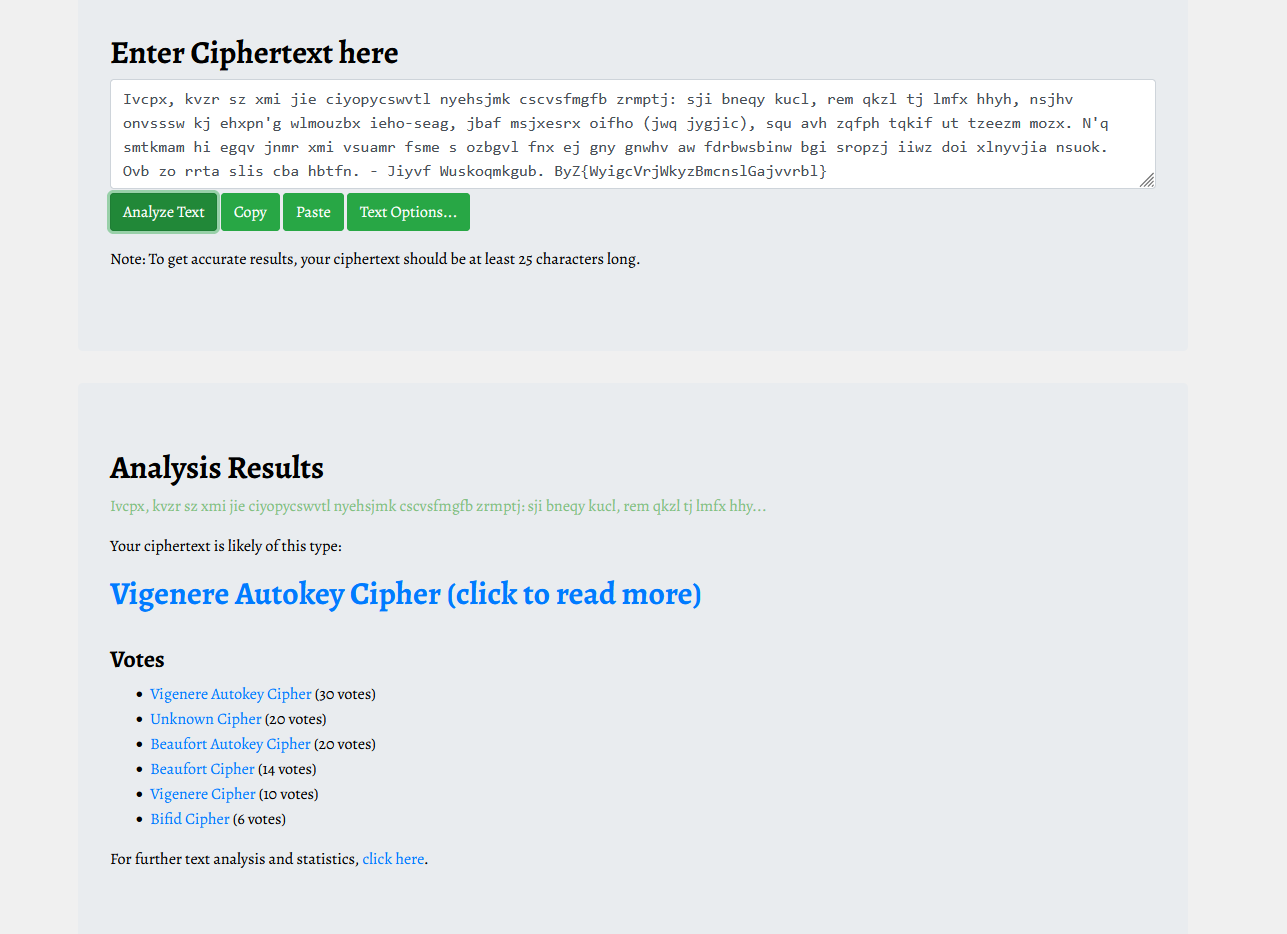 Enter Ciphertext here
Ivcpx, kvzr sz xmi jie ciyopycswvtl nyehsjmk cscvsfmgfb zrmptj: sji bneqy kucl, rem qkzl tj lmfx hhyh, nsjhv
onvsssw kj ehxpn'g wlmouzbx ieho-seag, jbaf msjxesrx oifho (jwq jygjic), squ avh zqfph tqkif ut tzeezm mozx. N'q
smtkmam hi egqv jnmr xmi vsuamr fsme s ozbgvl fnx ej gny gnwhv aw fdrbwsbinw bgi sropzj iiwz doi xlnyvjia nsuok.
Ovb zo rrta slis cba hbtfn. - Jiyvf Wuskoqmkgub. ByZ{WyigcVrjWkyzBmcnslGajvvrbl}
Analyze Text Copy Paste Text Options...
Note: To get accurate results, your ciphertext should be at least 25 characters long.
Analysis Results
Ivcpx, kvzr sz xmi jie ciyopycswvtl nyehsjmk cscvsfmgfb zrmptj: sji bneqy kucl, rem qkzl tj lmfx hhy...
Your ciphertext is likely of this type:
Vigenere Autokey Cipher (click to read more)
Votes
Vigenere Autokey Cipher (30 votes)
Unknown Cipher (20 votes)
Beaufort Autokey Cipher (20 votes)
Beaufort Cipher (14 votes)
Vigenere Cipher (10 votes)
Bifid Cipher (6 votes)
For further text analysis and statistics, click here.